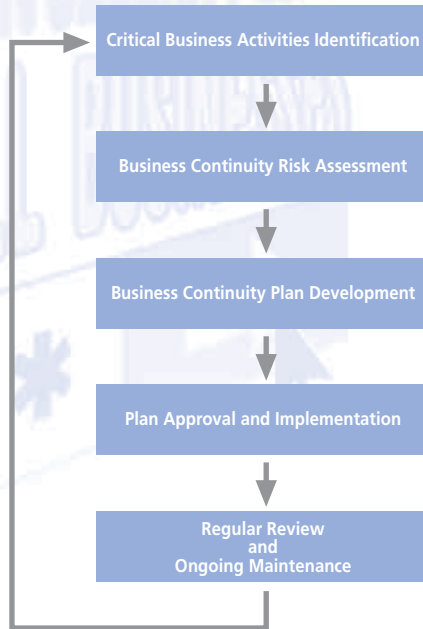 Critical Business Activities Identification
Business Continuity Risk Assessment
Business Continuity Plan Development
Plan Approval and Implementation
Regular Review
and
Ongoing Maintenance